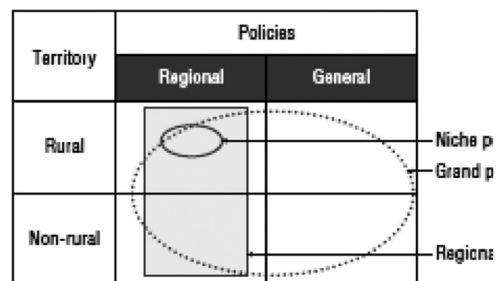 Territory
Policies
Regional
General
Rural
Niche p
Grand p
Non-rural
Regiona